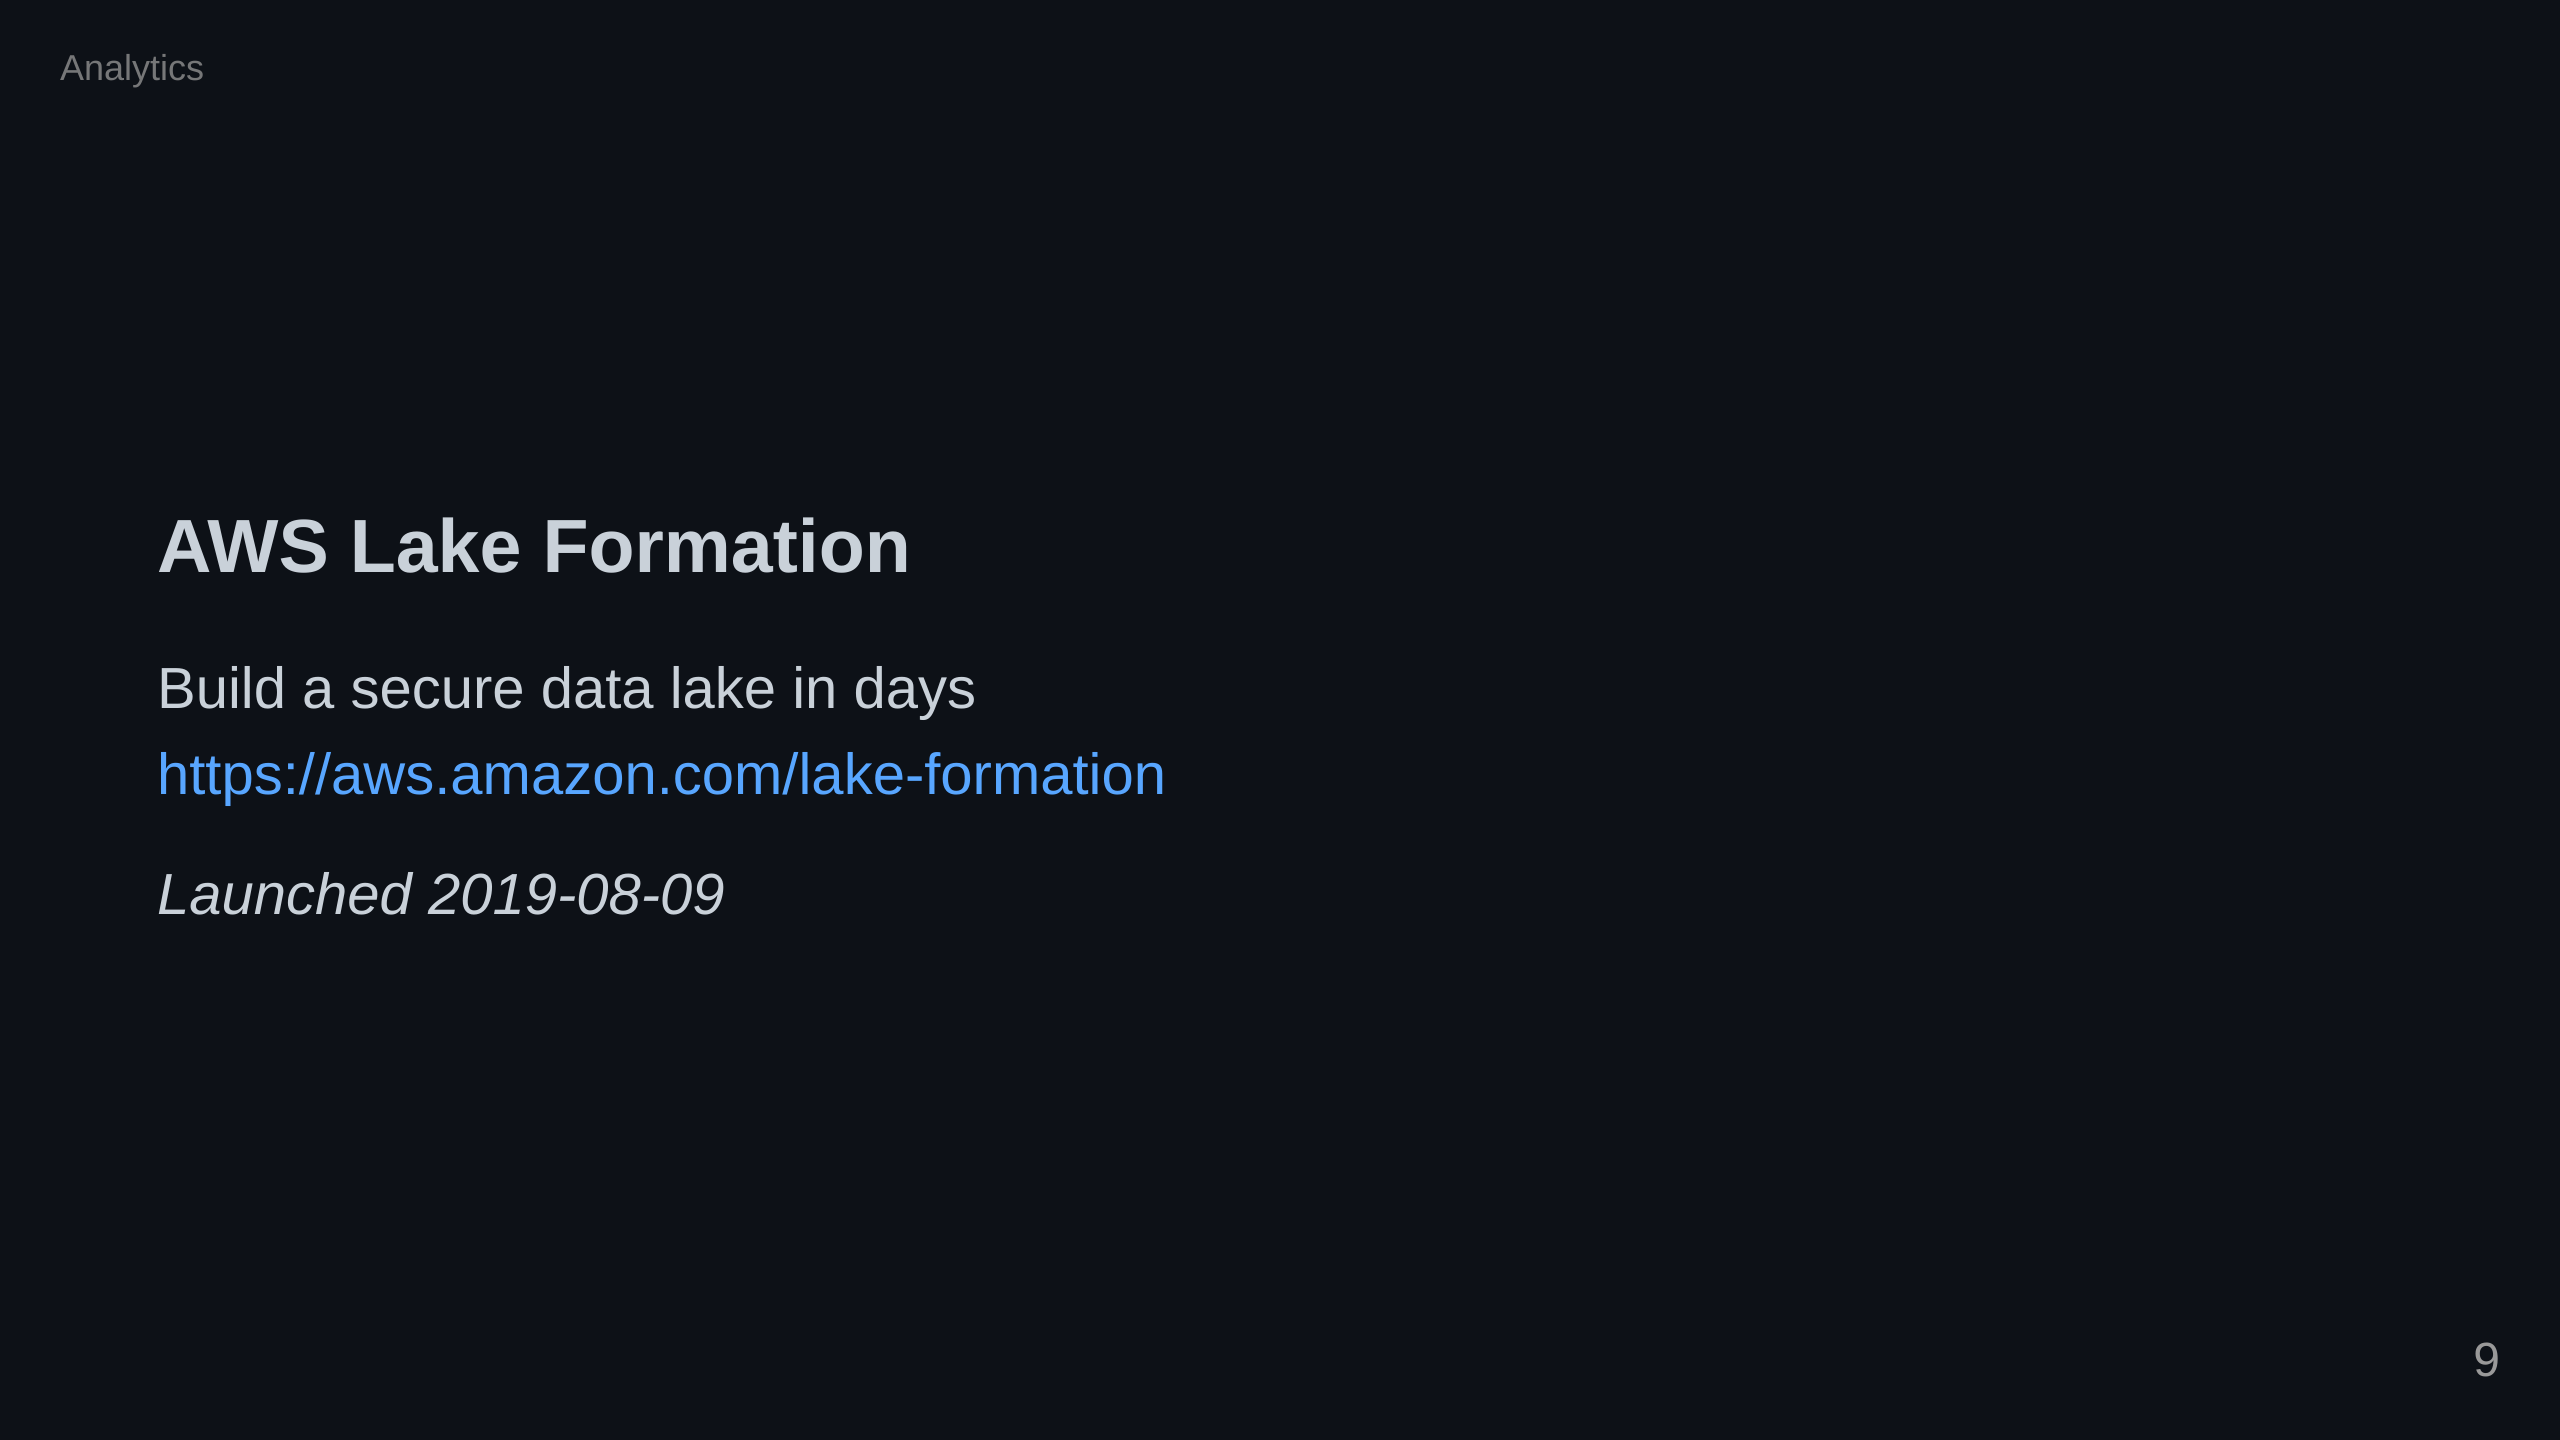 Analytics
AWS Lake Formation
Build a secure data lake in days
https://aws.amazon.com/lake-formation
Launched 2019-08-09
9